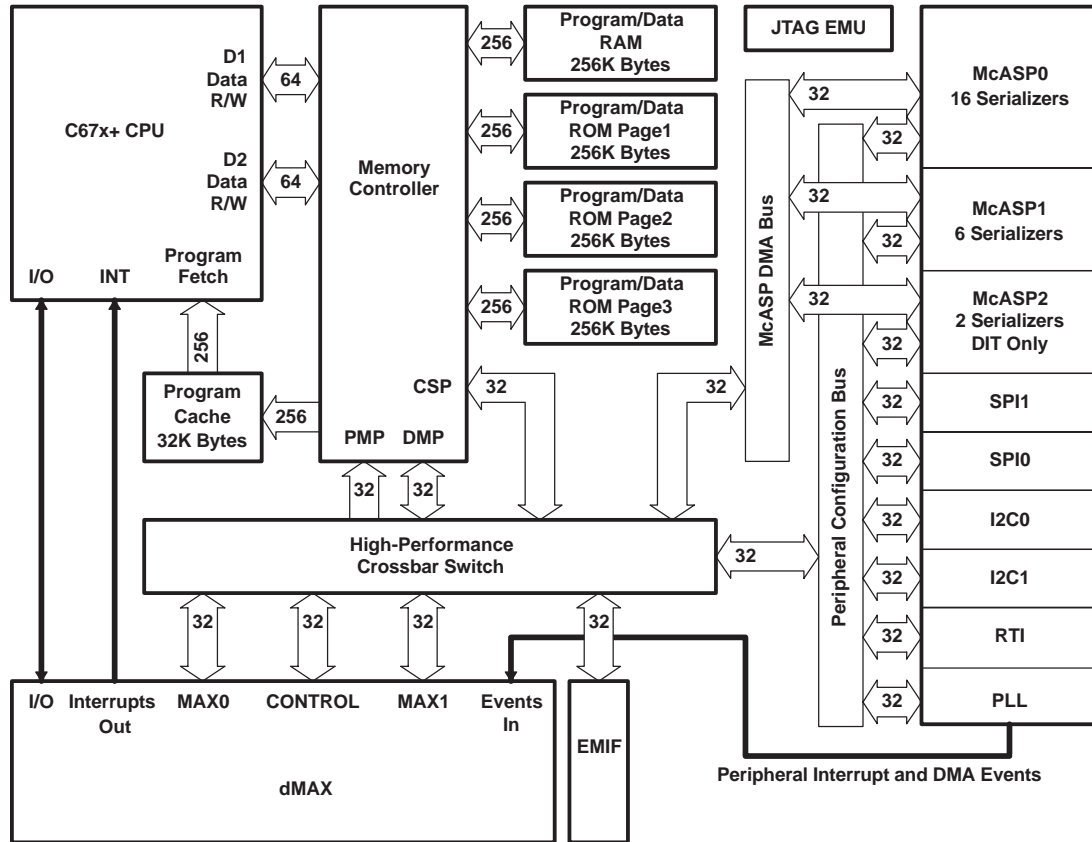 C67x+ CPU
D1
Data
R/W
64
D2
Data
R/W
64
Program
Fetch
I/O
INT
256
Program
Cache
32K Bytes
256
Memory
Controller
CSP
32
PMP
DMP
32
32
256
Program/Data
RAM
256K Bytes
256
Program/Data
ROM Page1
256K Bytes
256
Program/Data
ROM Page2
256K Bytes
256
Program/Data
ROM Page3
256K Bytes
JTAG EMU
McASP DMA Bus
32
Peripheral Configuration Bus
32
32
32
32
McASP0
16 Serializers
32
32
McASP1
6 Serializers
32
32
McASP2
2 Serializers
DIT Only
32
SPI1
32
SPI0
32
I2C0
32
I2C1
32
RTI
32
PLL
High-Performance
Crossbar Switch
32
32
32
32
I/O
Interrupts
Out
MAX0
CONTROL
MAX1
Events
In
dMAX
EMIF
Peripheral Interrupt and DMA Events